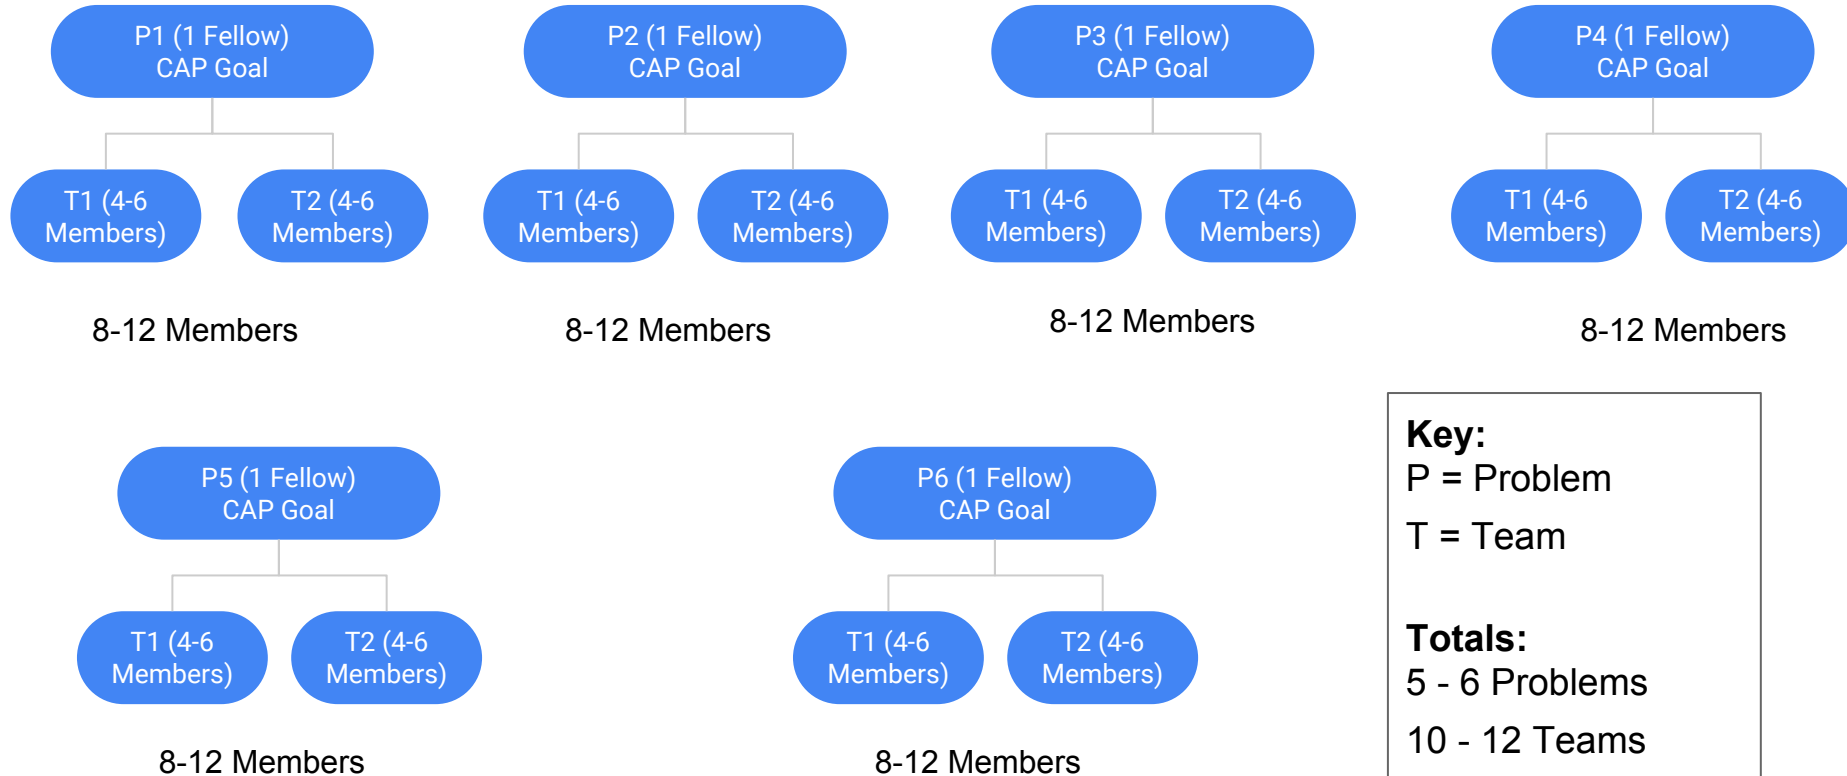 P1 (1 Fellow)
CAP Goal
P2 (1 Fellow)
CAP Goal
P3 (1 Fellow)
CAP Goal
P4 (1 Fellow)
CAP Goal
T1 (4-6
Members)
T2 (4-6
Members)
T1 (4-6
Members)
T2 (4-6
Members)
T1 (4-6
Members)
T2 (4-6
Members)
T1 (4-6
Members)
T2 (4-6
Members)
8-12 Members
8-12 Members
8-12 Members
8-12 Members
P5 (1 Fellow)
CAP Goal
P6 (1 Fellow)
CAP Goal
T1 (4-6
Members)
T2 (4-6
Members)
T1 (4-6
Members)
T2 (4-6
Members)
8-12 Members
8-12 Members
Key:
P = Problem
T = Team
Totals:
5 - 6 Problems
10 - 12 Teams